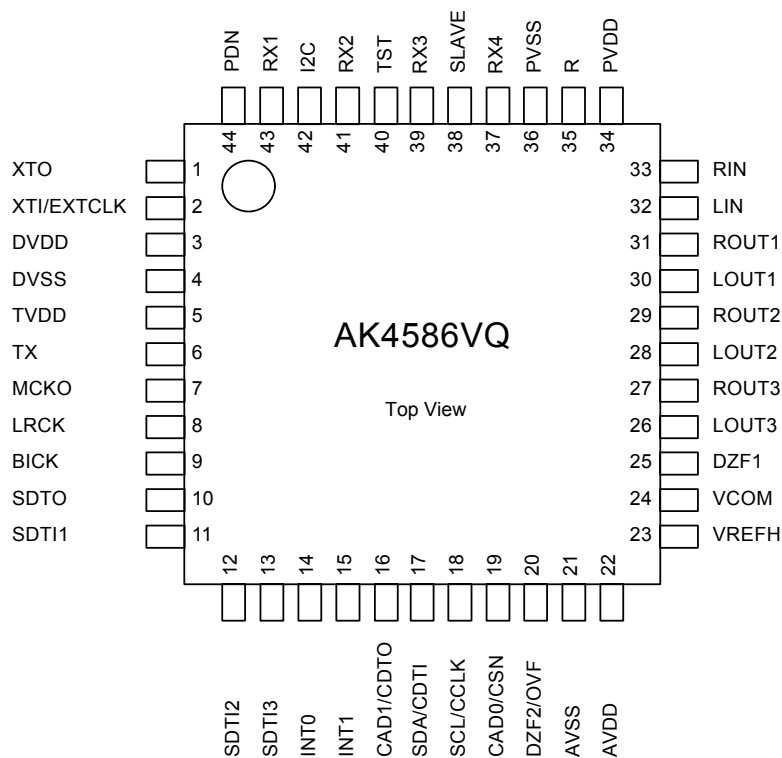 PDN
RX1
I2C
RX2
TST
RX3
SLAVE
RX4
PVSS
R
PVDD
44
43
42
41
40
39
38
37
36
35
34
XTO 1
XTI/EXTCLK 2
DVDD 3
DVSS 4
TVDD 5
TX 6
MCKO 7
LRCK 8
BICK 9
SDTO 10
SDTI1 11
AK4586VQ
Top View
33 RIN
32 LIN
31 ROUT1
30 LOUT1
29 ROUT2
28 LOUT2
27 ROUT3
26 LOUT3
25 DZF1
24 VCOM
23 VREFH
12
13
14
15
16
17
18
19
20
21
22
SDTI2
SDTI3
INT0
INT1
CAD1/CDTO
SDA/CDTI
SCL/CCLK
CAD0/CSN
DZF2/OVF
AVSS
AVDD